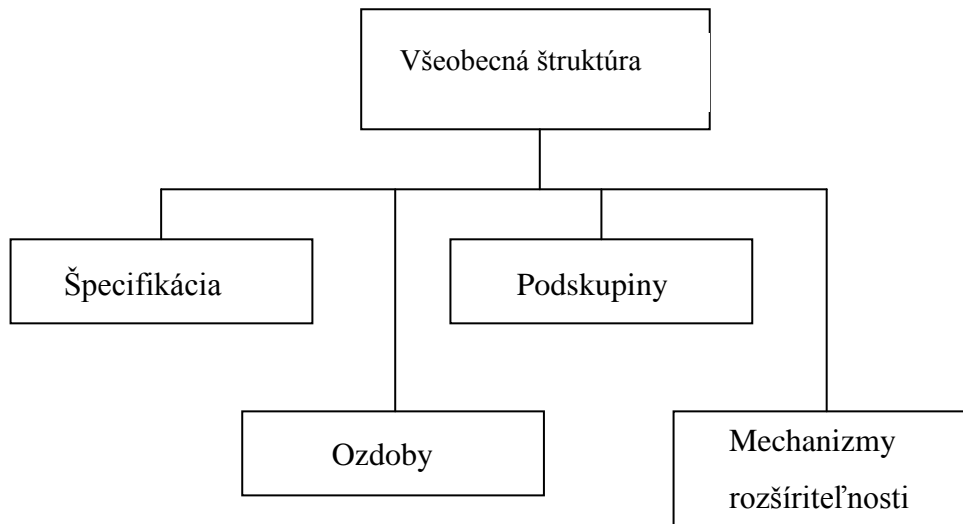 Všeobecná štruktúra
Špecifikácia
Podskupiny
Ozdoby
Mechanizmy
rozšíriteľnosti